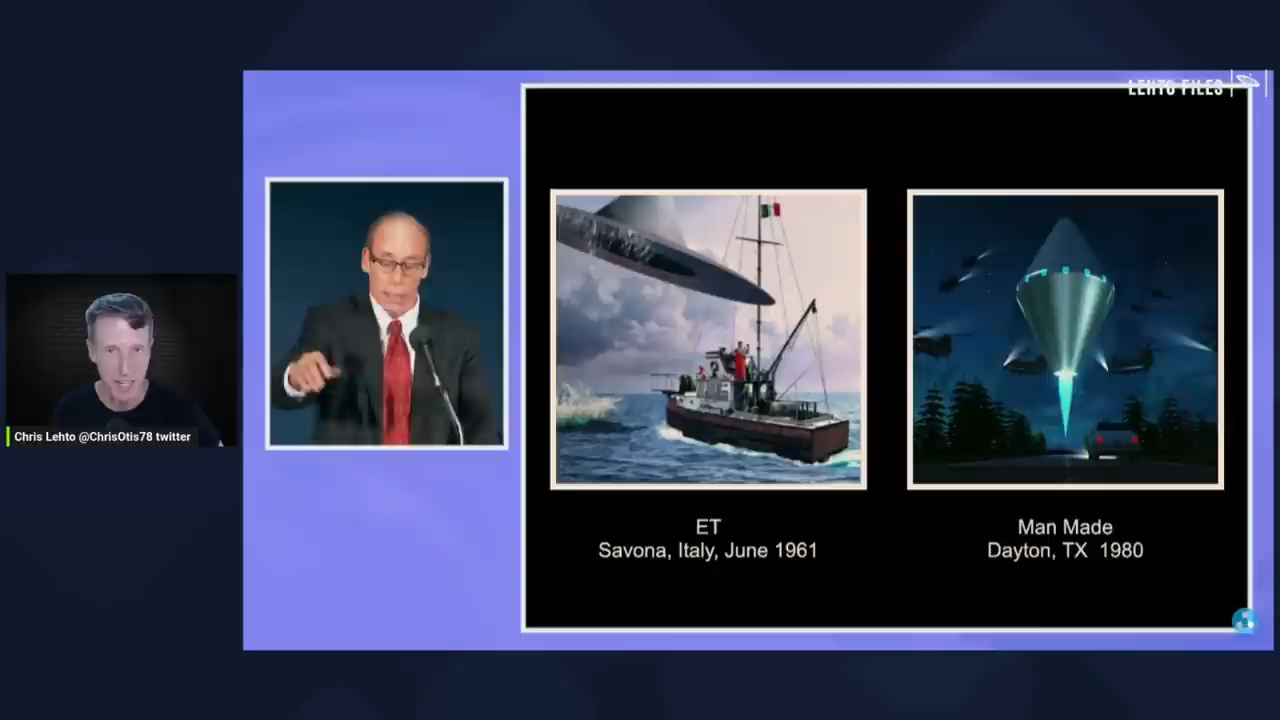 LEHTO FILES
Chris Lehto @ChrisOtis78 twitter
ET
Savona, Italy, June 1961
Man Made
Dayton, TX 1980